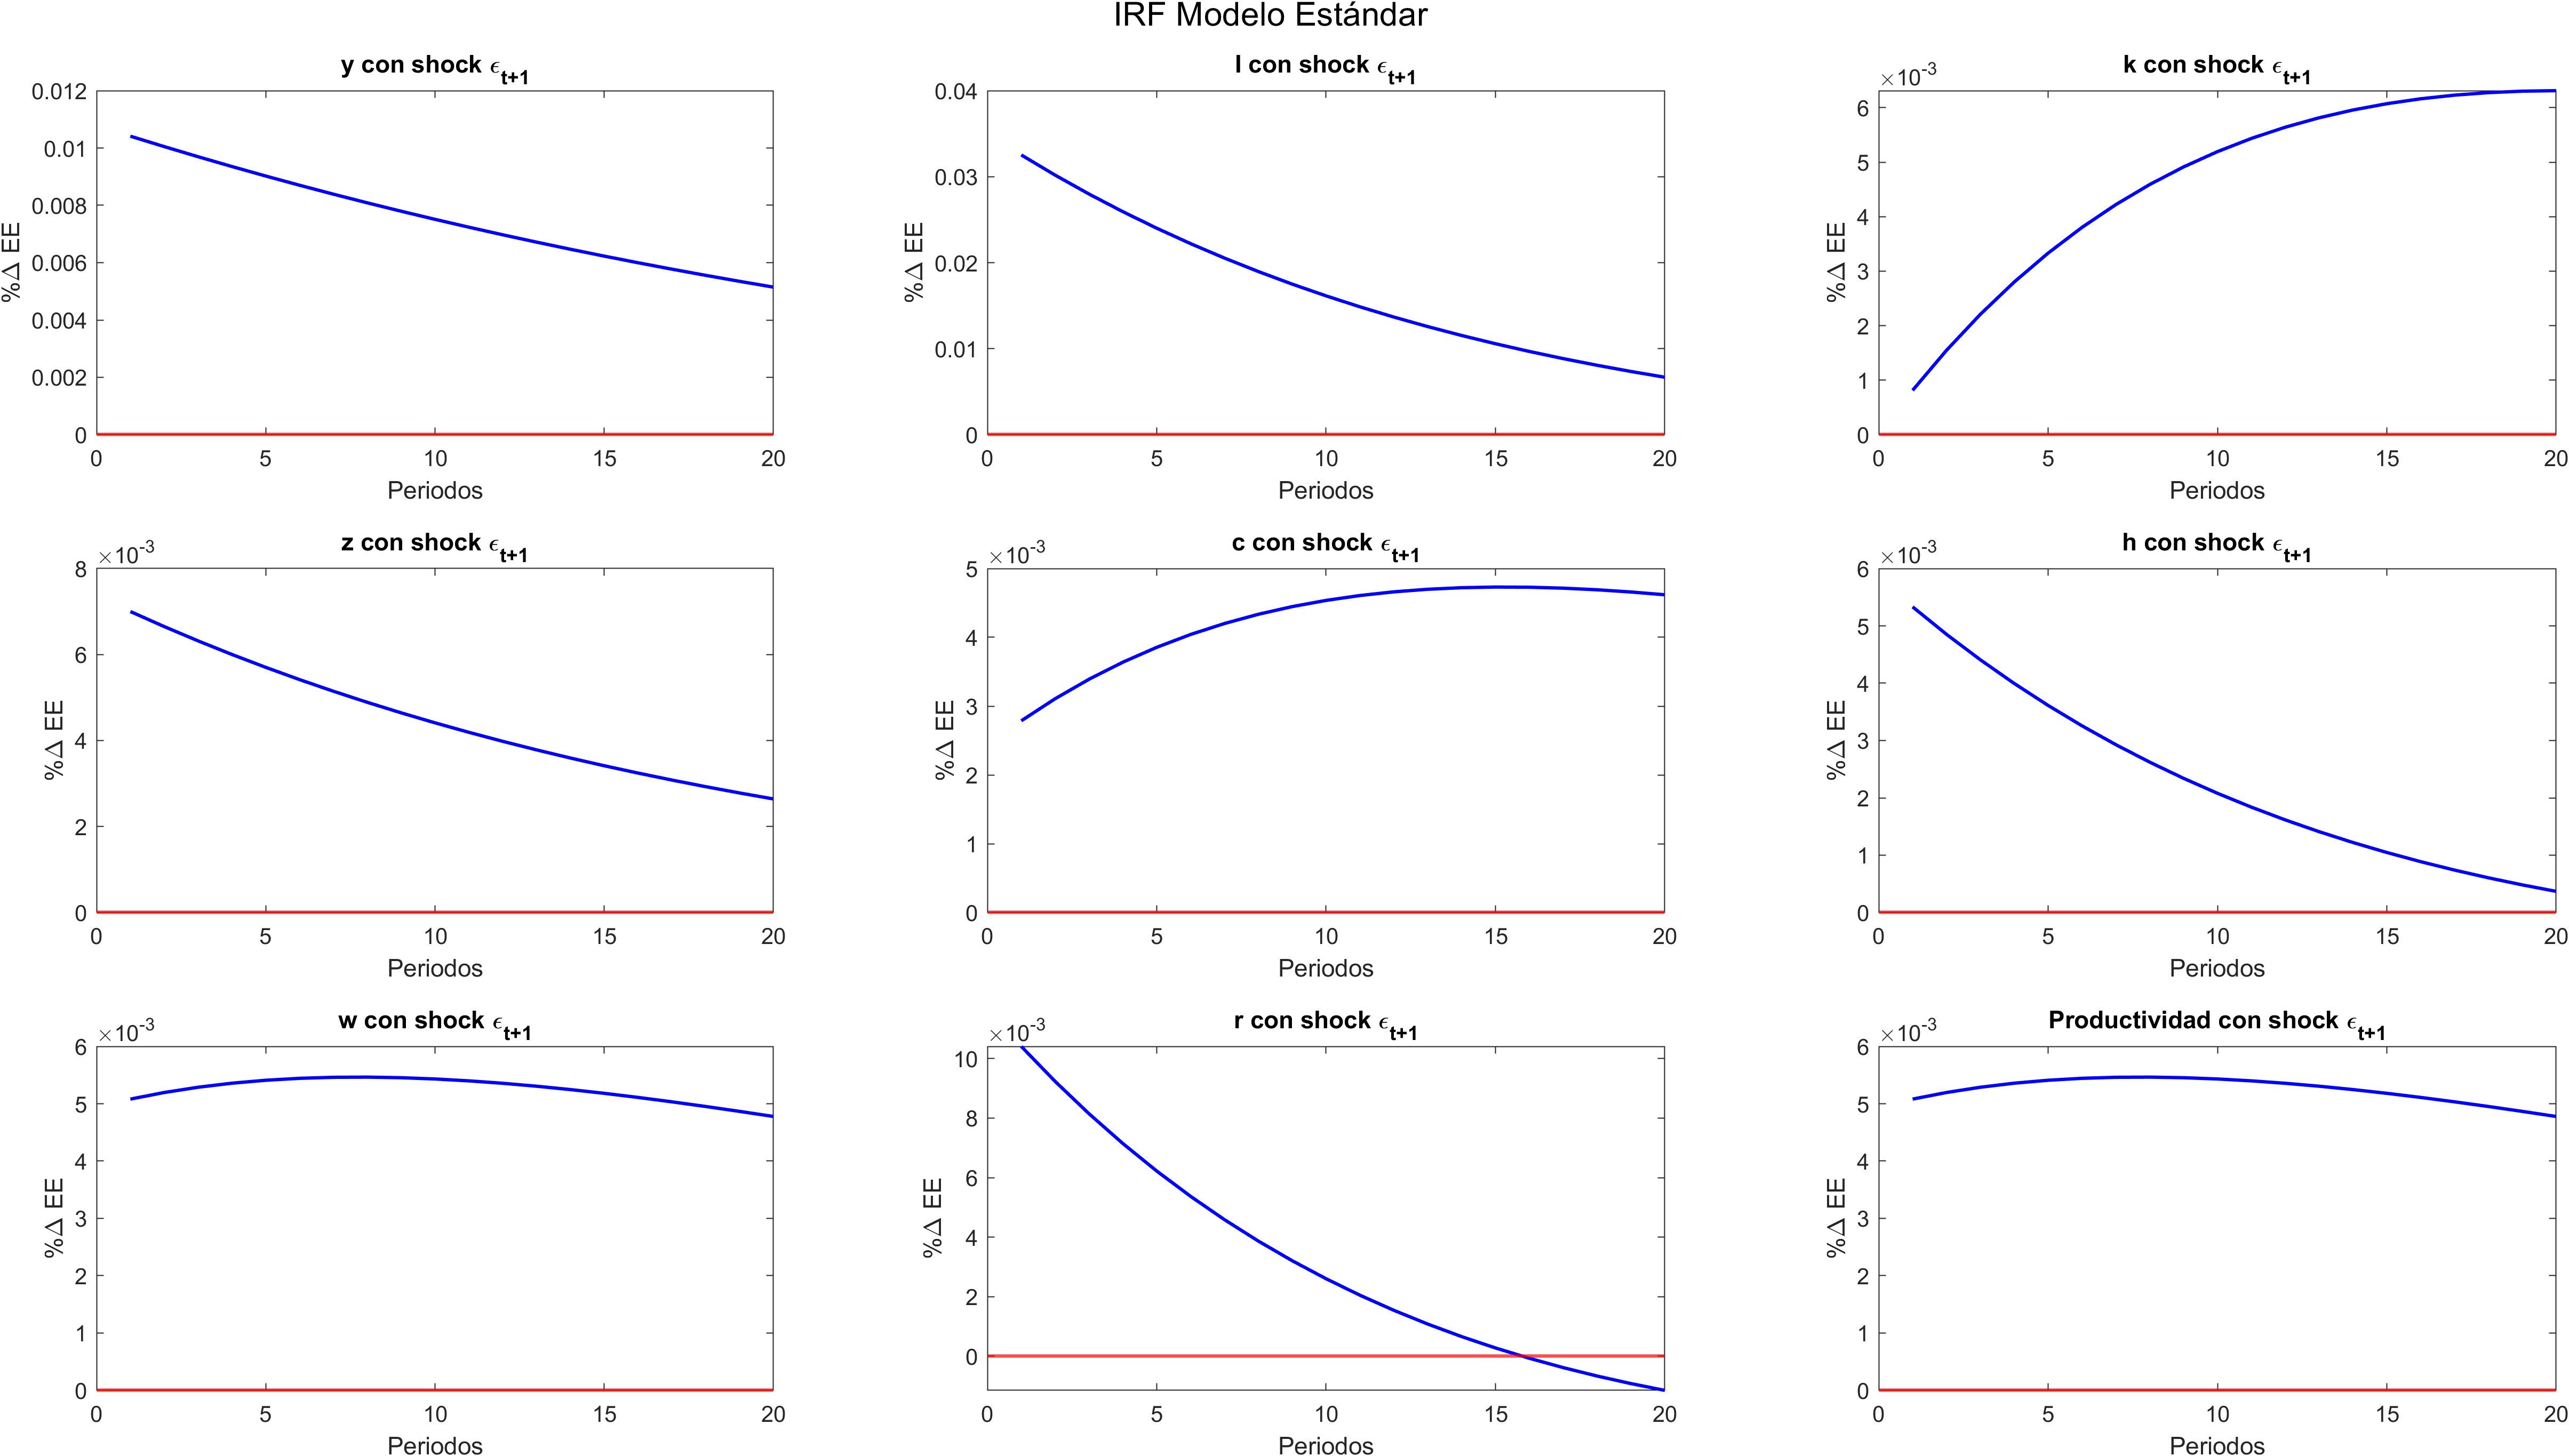 IRF Modelo Estándar
y con shock ϵt+1
0.012
0.01
0.008
0.006
0.004
0.002
0
%Δ EE
0 5 10 15 20
Periodos
I con shock ϵt+1
0.04
0.03
0.02
0.01
0
%Δ EE
0 5 10 15 20
Periodos
k con shock ϵt+1
×10-3
6
5
4
3
2
1
0
%Δ EE
0 5 10 15 20
Periodos
z con shock ϵt+1
×10-3
8
6
4
2
0
%Δ EE
0 5 10 15 20
Periodos
c con shock ϵt+1
×10-3
5
4
3
2
1
0
%Δ EE
0 5 10 15 20
Periodos
h con shock ϵt+1
×10-3
6
5
4
3
2
1
0
%Δ EE
0 5 10 15 20
Periodos
w con shock ϵt+1
×10-3
6
5
4
3
2
1
0
%Δ EE
0 5 10 15 20
Periodos
r con shock ϵt+1
×10-3
10
8
6
4
2
0
%Δ EE
0 5 10 15 20
Periodos
Productividad con shock ϵt+1
×10-3
6
5
4
3
2
1
0
%Δ EE
0 5 10 15 20
Periodos